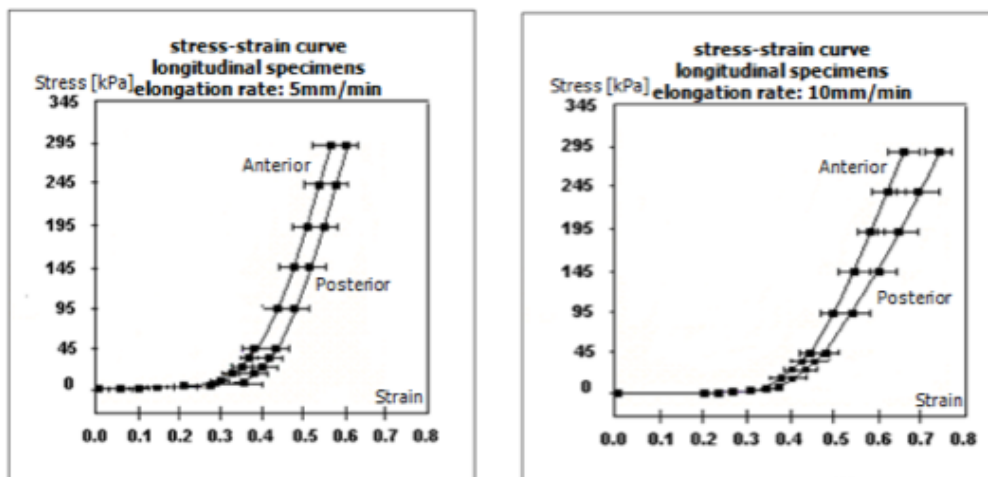 stress-strain curve
longitudinal specimens
Stress [kPa]
elongation rate: 5mm/min
345
295
Anterior
245
195
145
Posterior
95
45
0
Strain
0.0 0.1 0.2 0.3 0.4 0.5 0.6 0.7 0.8
stress-strain curve
longitudinal specimens
Stress [kPa]
elongation rate: 10mm/min
345
295
Anterior
245
195
145
Posterior
95
45
0
Strain
0.0 0.1 0.2 0.3 0.4 0.5 0.6 0.7 0.8